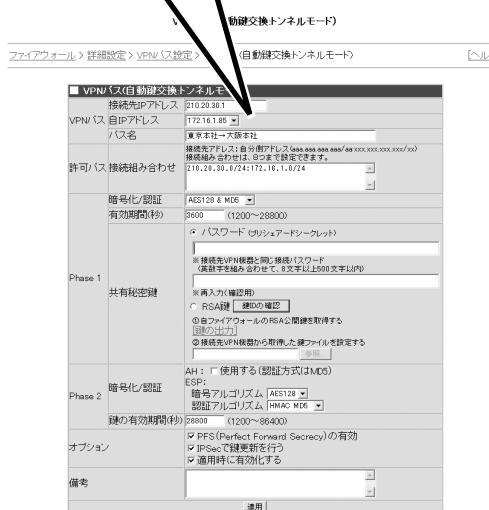 動鍵交換トンネルモード)
ファイアウォール > 詳細設定 > VPNパス設定 > (自動鍵交換トンネルモード) [ヘル
■ VPNパス(自動鍵交換トンネルモ
接続先IPアドレス 210.20.30.1
VPNパス 自IPアドレス 172.16.1.85
パス名 東京本社→大阪本社
接続先アドレス:自分側アドレス(aaa.aaa.aaa.aaa/aa:xxx.xxx.xxx.xxx/xx)
接続組み合わせは、8つまで設定できます。
許可パス 接続組み合わせ 210.20.30.0/24:172.16.1.0/24
暗号化/認証 AES128 & MD5
有効期間(秒) 3600 (1200～28800)
パスワード (プリシェアードシークレット)
※接続先VPN機器と同じ接続パスワード
(英数字を組み合わせて、8文字以上500文字以内)
Phase 1
共有秘密鍵 ※再入力(確認用)
RSA鍵 鍵IDの確認
①自ファイアウォールのRSA公開鍵を取得する
[鍵の出力]
②接続先VPN機器から取得した鍵ファイルを設定する
参照...
AH: 使用する(認証方式はMD5)
Phase 2 暗号化/認証 ESP:
暗号アルゴリズム AES128
認証アルゴリズム HMAC MD5
鍵の有効期間(秒) 28800 (1200～86400)
PFS(Perfect Forward Secrecy)の有効
オプション IPSecで鍵更新を行う
適用時に有効化する
備考
適用